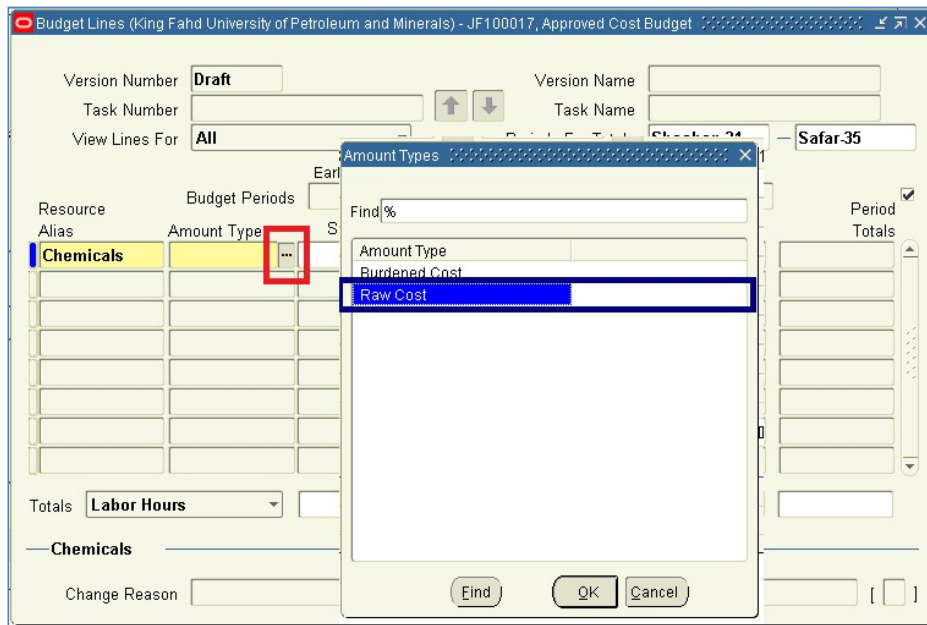 Budget Lines (King Fahd University of Petroleum and Minerals) - JF100017, Approved Cost Budget
Version Number Draft Version Name
Task Number Task Name
View Lines For All Safar-35
Amount Types
Budget Periods
Find %
Resource Period
Alias Amount Type Totals
Chemicals
Amount Type
Burdened Cost
Raw Cost
Totals Labor Hours
Chemicals
Change Reason [ ]
Find OK Cancel